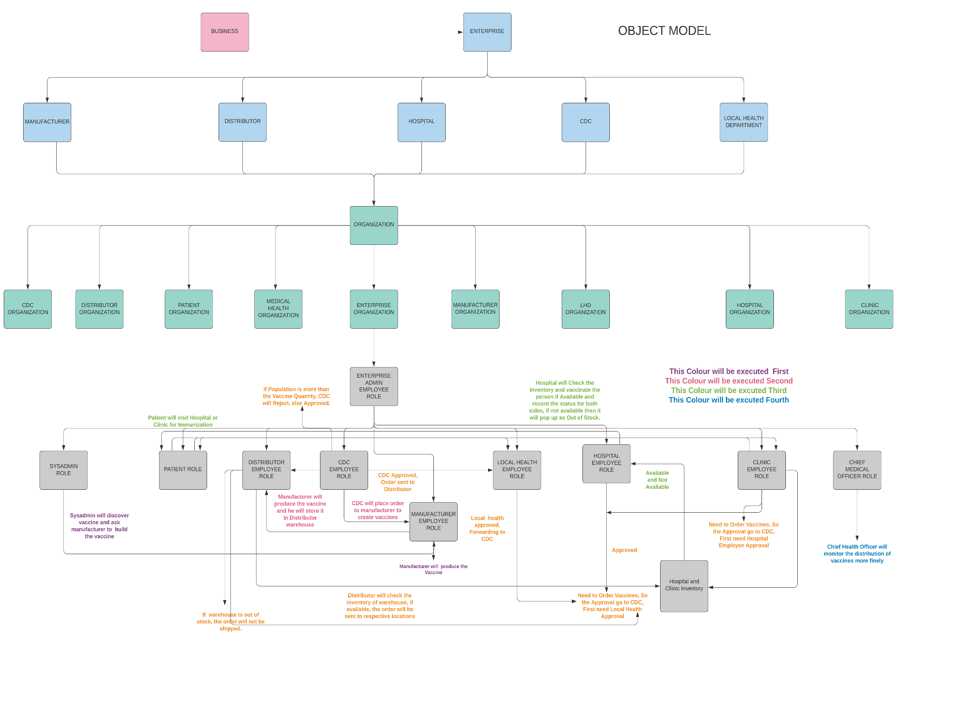 BUSINESS
ENTERPRISE
OBJECT MODEL
MANUFACTURER
DISTRIBUTOR
HOSPITAL
CDC
LOCAL HEALTH
DEPARTMENT
ORGANIZATION
CDC
ORGANIZATION
DISTRIBUTOR
ORGANIZATION
PATIENT
ORGANIZATION
MEDICAL
HEALTH
ORGANIZATION
ENTERPRISE
ORGANIZATION
MANUFACTURER
ORGANIZATION
LHD
ORGANIZATION
HOSPITAL
ORGANIZATION
CLINIC
ORGANIZATION
ENTERPRISE
ADMIN
EMPLOYEE
ROLE
This Colour will be executed First
This Colour will be excuted Second
This Colour will be excuted Third
This Colour will be excuted Fourth
If Population is more than
the Vaccine Quantity, CDC
will Reject, else Approved.
Hospital will Check the
inventory and vaccinate the
person if Available and
record the status for both
sides, if not available then it
will pop up as Out of Stock.
Patient will visit Hospital or
Clinic for Immunization
SYSADMIN
ROLE
PATIENT ROLE
DISTRIBUTOR
EMPLOYEE
ROLE
CDC
EMPLOYEE
ROLE
CDC Approved,
Order sent to
Distributor
LOCAL HEALTH
EMPLOYEE
ROLE
HOSPITAL
EMPLOYEE
ROLE
Available
and Not
Available
CLINIC
EMPLOYEE
ROLE
CHIEF
MEDICAL
OFFICER ROLE
Manufacturer will
produce the vaccine
and he will store it
in Distributor
warehouse
CDC will place order
to manufacturer to
create vaccines
MANUFACTURER
EMPLOYEE
ROLE
Sysadmin will discover
vaccine and ask
manufacturer to build
the vaccine
Local health
approved,
Forwarding to
CDC
Need to Order Vaccines, So
the Approval go to CDC,
First need Hospital
Employee Approval
Approved
Chief Health Officer will
monitor the distribution of
vaccines more finely
Manufacturer will produce the
Vaccine
Hospital and
Clinic Inventory
Distributor will check the
inventory of warehouse, if
available, the order will be
sent to respective locations
Need to Order Vaccines, So
the Approval go to CDC,
First need Local Health
Approval
If warehouse is out of
stock, the order will not be
shipped.